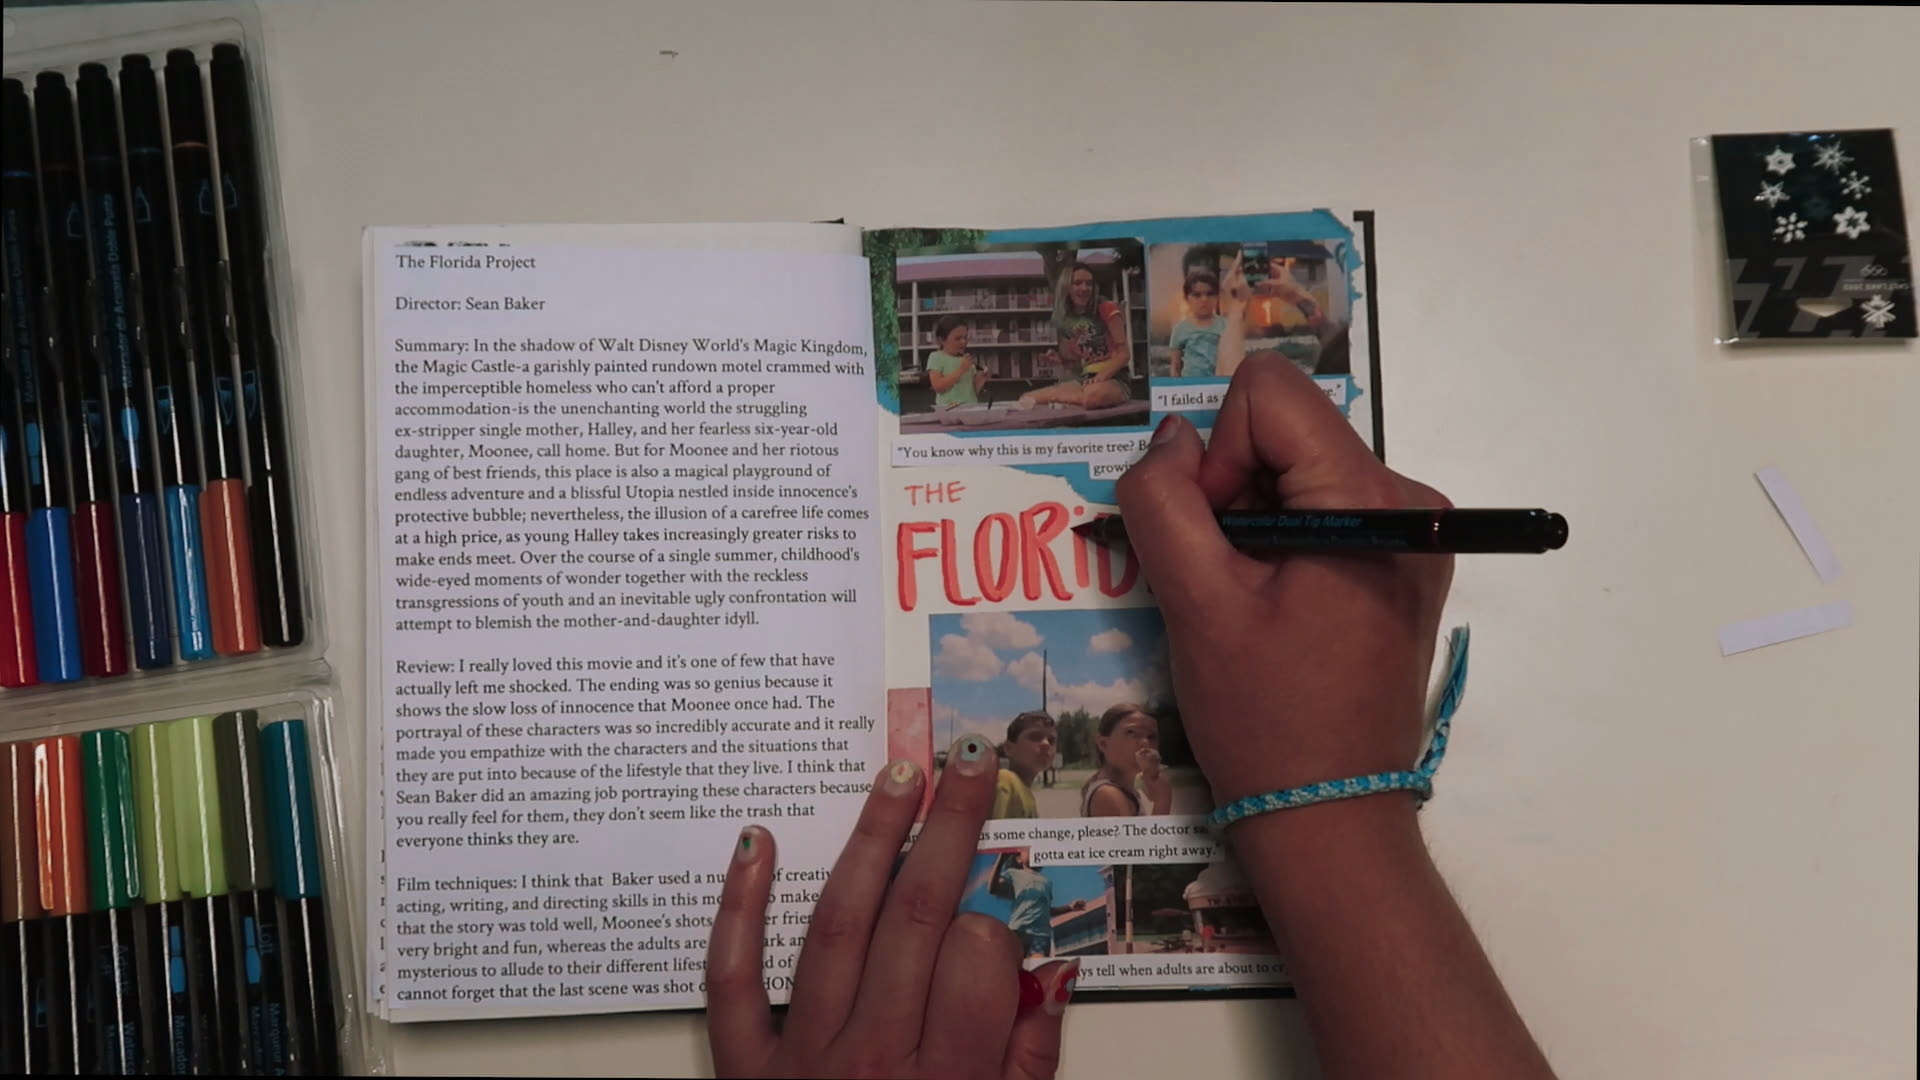 The Florida Project
Director: Sean Baker
Summary: In the shadow of Walt Disney World's Magic Kingdom,
the Magic Castle-a garishly painted rundown motel crammed with
the imperceptible homeless who can't afford a proper
accommodation-is the unenchanting world the struggling
ex-stripper single mother, Halley, and her fearless six-year-old
daughter, Moonee, call home. But for Moonee and her riotous
gang of best friends, this place is also a magical playground of
endless adventure and a blissful Utopia nestled inside innocence's
protective bubble; nevertheless, the illusion of a carefree life comes
at a high price, as young Halley takes increasingly greater risks to
make ends meet. Over the course of a single summer, childhood's
wide-eyed moments of wonder together with the reckless
transgressions of youth and an inevitable ugly confrontation will
attempt to blemish the mother-and-daughter idyll.
Review: I really loved this movie and it's one of few that have
actually left me shocked. The ending was so genius because it
shows the slow loss of innocence that Moonee once had. The
portrayal of these characters was so incredibly accurate and it really
made you empathize with the characters and the situations that
they are put into because of the lifestyle that they live. I think that
Sean Baker did an amazing job portraying these characters because
you really feel for them, they don't seem like the trash that
everyone thinks they are.
Film techniques: I think that Baker used a of
acting, writing, and directing skills in this make
that the story was told well, Moonee's shots
very bright and fun, whereas the adults are
mysterious to allude to their different of
cannot forget that the last scene was shot
"I failed as
"You know why this is my favorite tree?
THE
FLORiD
some change, please? The doctor
gotta eat ice cream right away."
tell when adults are about to
Watercolor Dual Tip Marker
Marcador de Acuarela Doble Punta